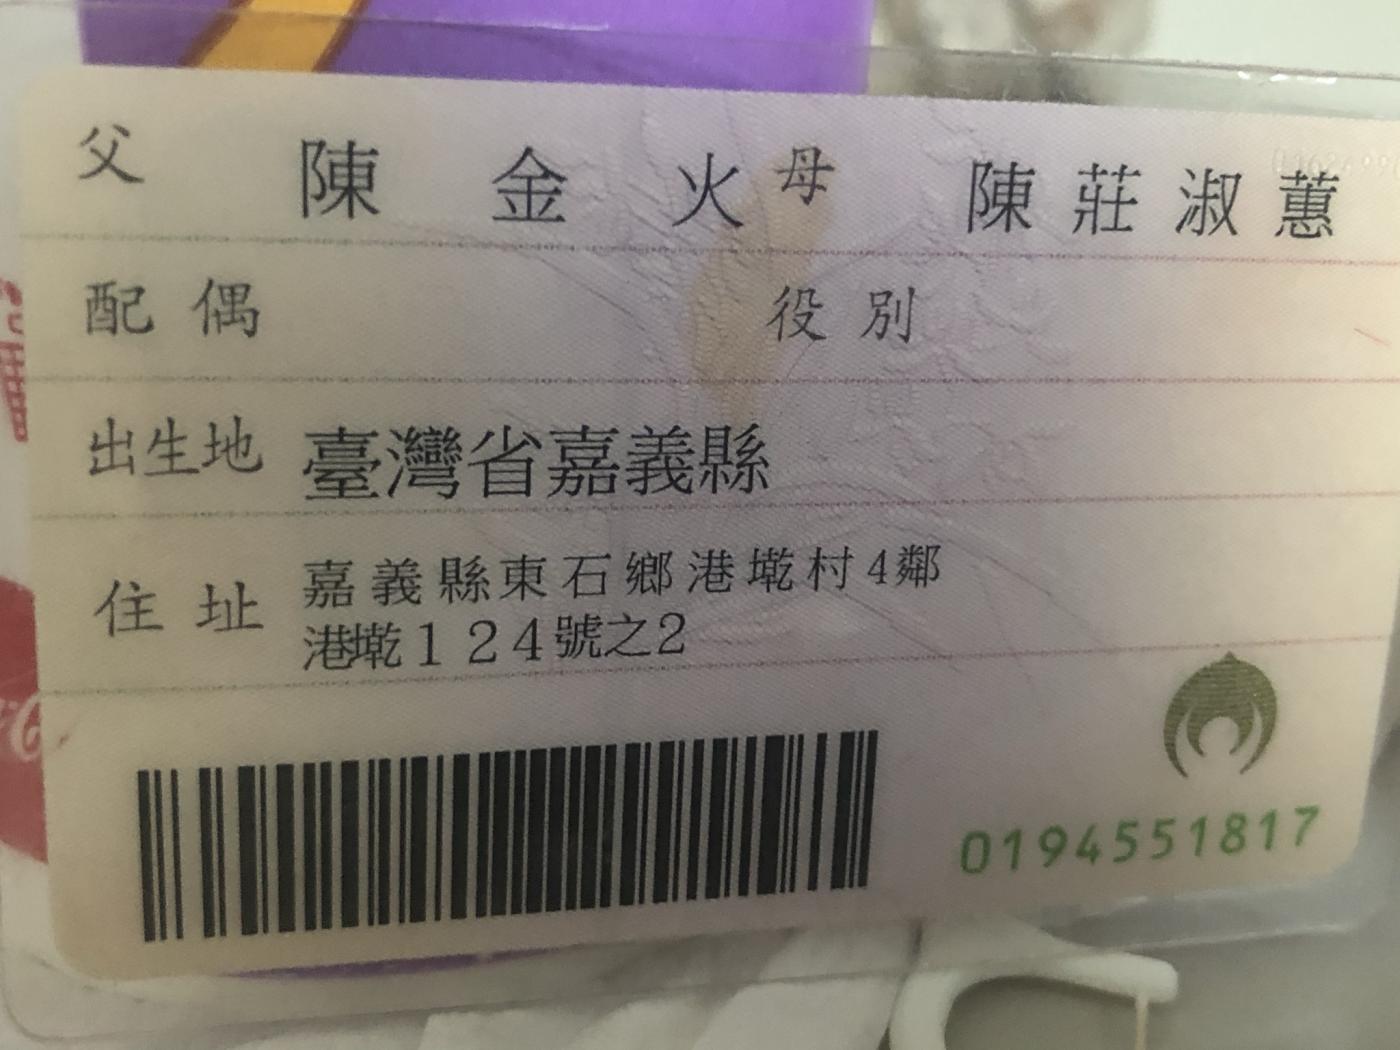 父 陳金火 母 陳莊淑蕙
配偶 役別
出生地 臺灣省嘉義縣
住址 嘉義縣東石鄉港墘村4鄰
港墘124號之2
0194551817